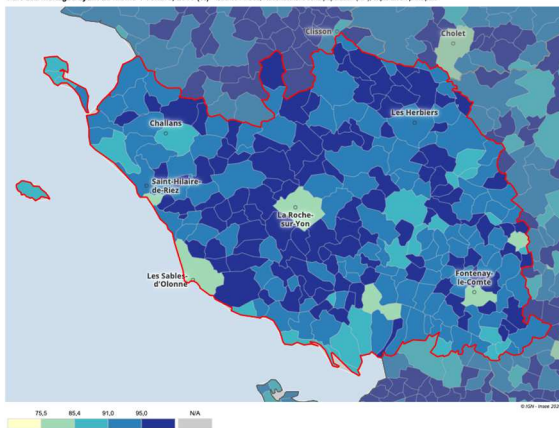 Clisson
Cholet
Les Herbiers
Challans
Saint-Hilaire-
de-Riez
La Roche-
sur-Yon
Les Sables-
d'Olonne
Fontenay-
le-Comte
© IGN - Insee
75,5
85,4
91,0
95,0
N/A